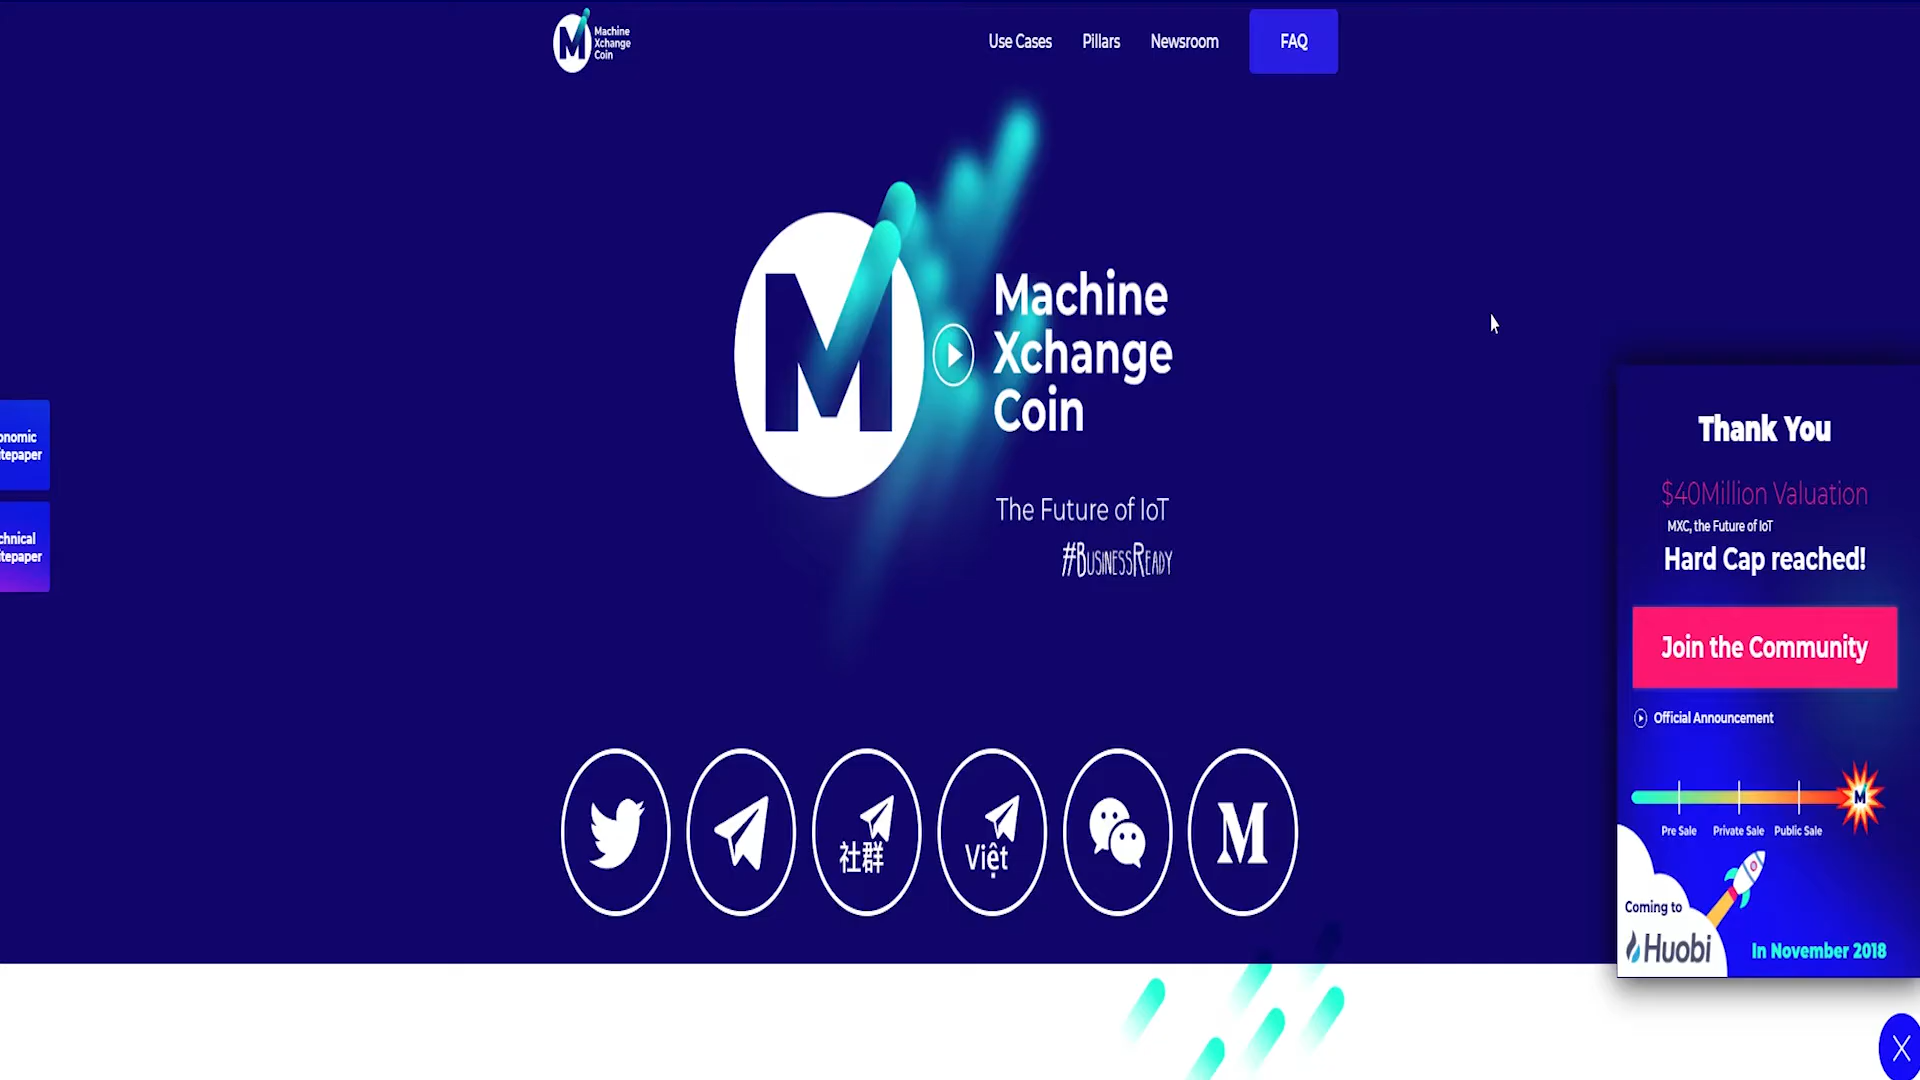 Machine
Xchange
Coin
Use Cases
Pillars
Newsroom
FAQ
Machine
Xchange
Coin
The Future of IoT
#BusinessReady
社群
Việt
Thank You
$40Million Valuation
MXC, the Future of IoT
Hard Cap reached!
Join the Community
Official Announcement
Pre Sale
Private Sale
Public Sale
Coming to
Huobi
In November 2018